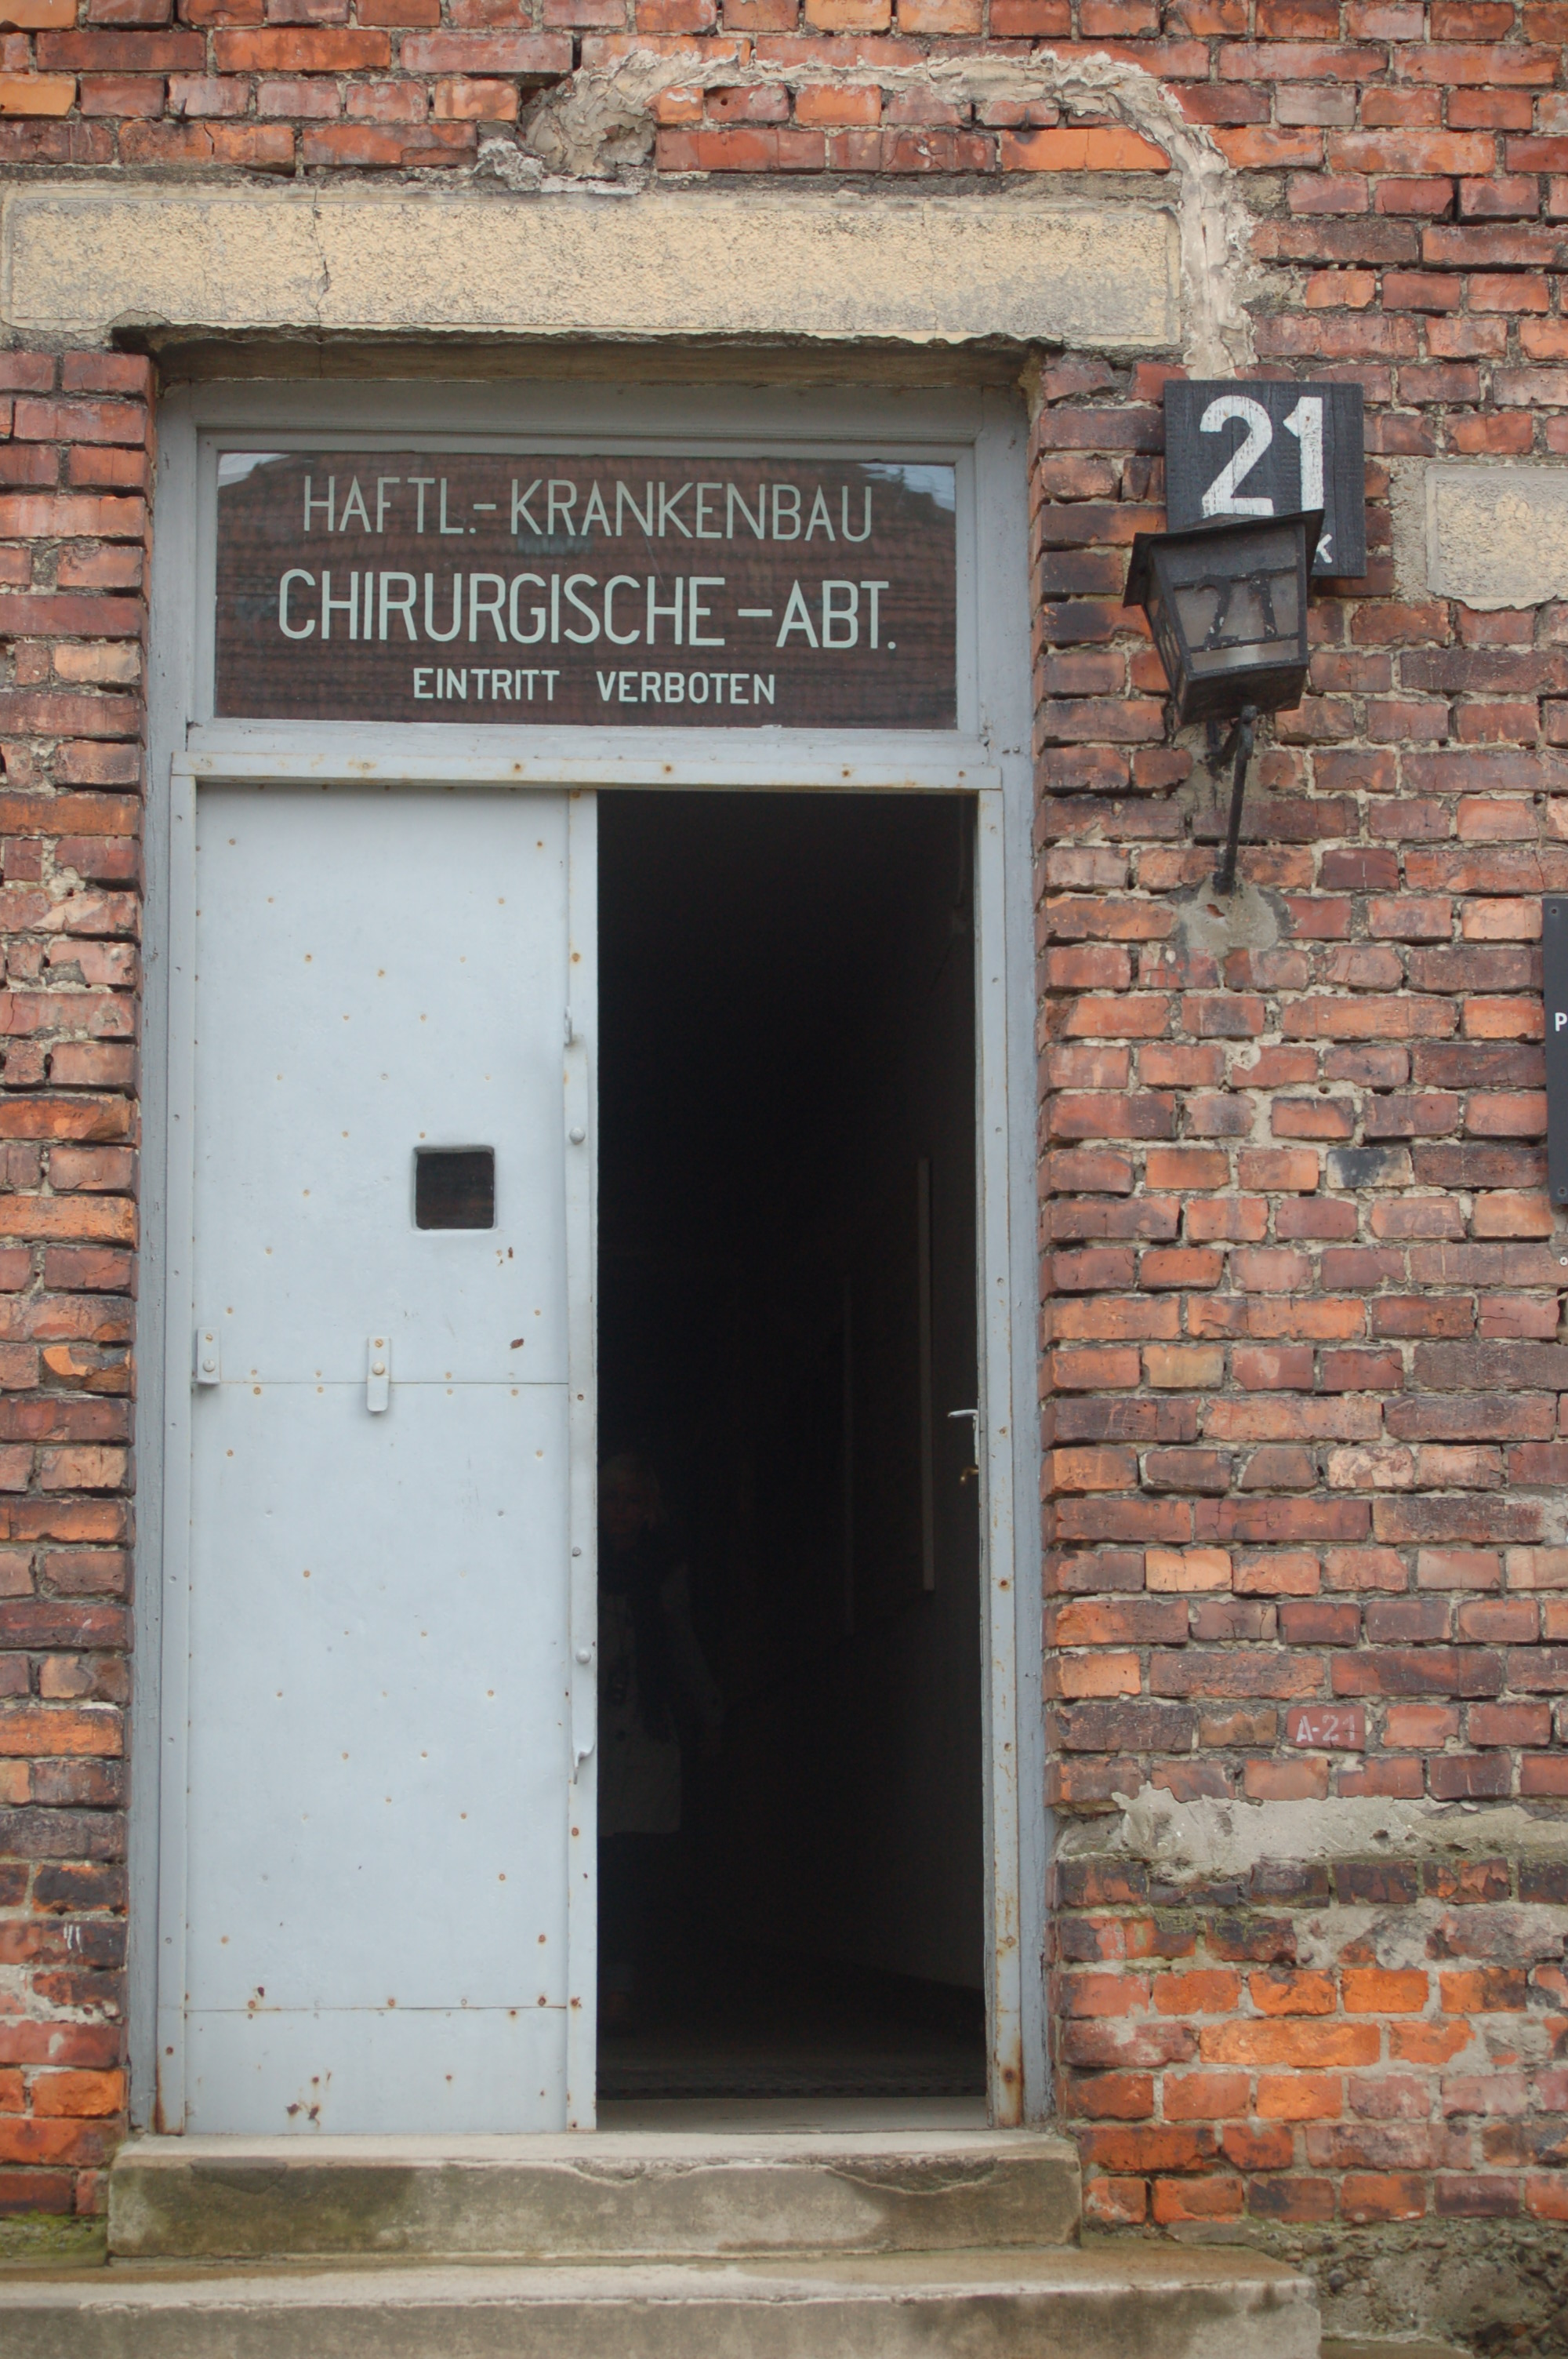 HAFTL.-KRANKENBAU
CHIRURGISCHE-ABT.
EINTRITT VERBOTEN
21
21
A-21